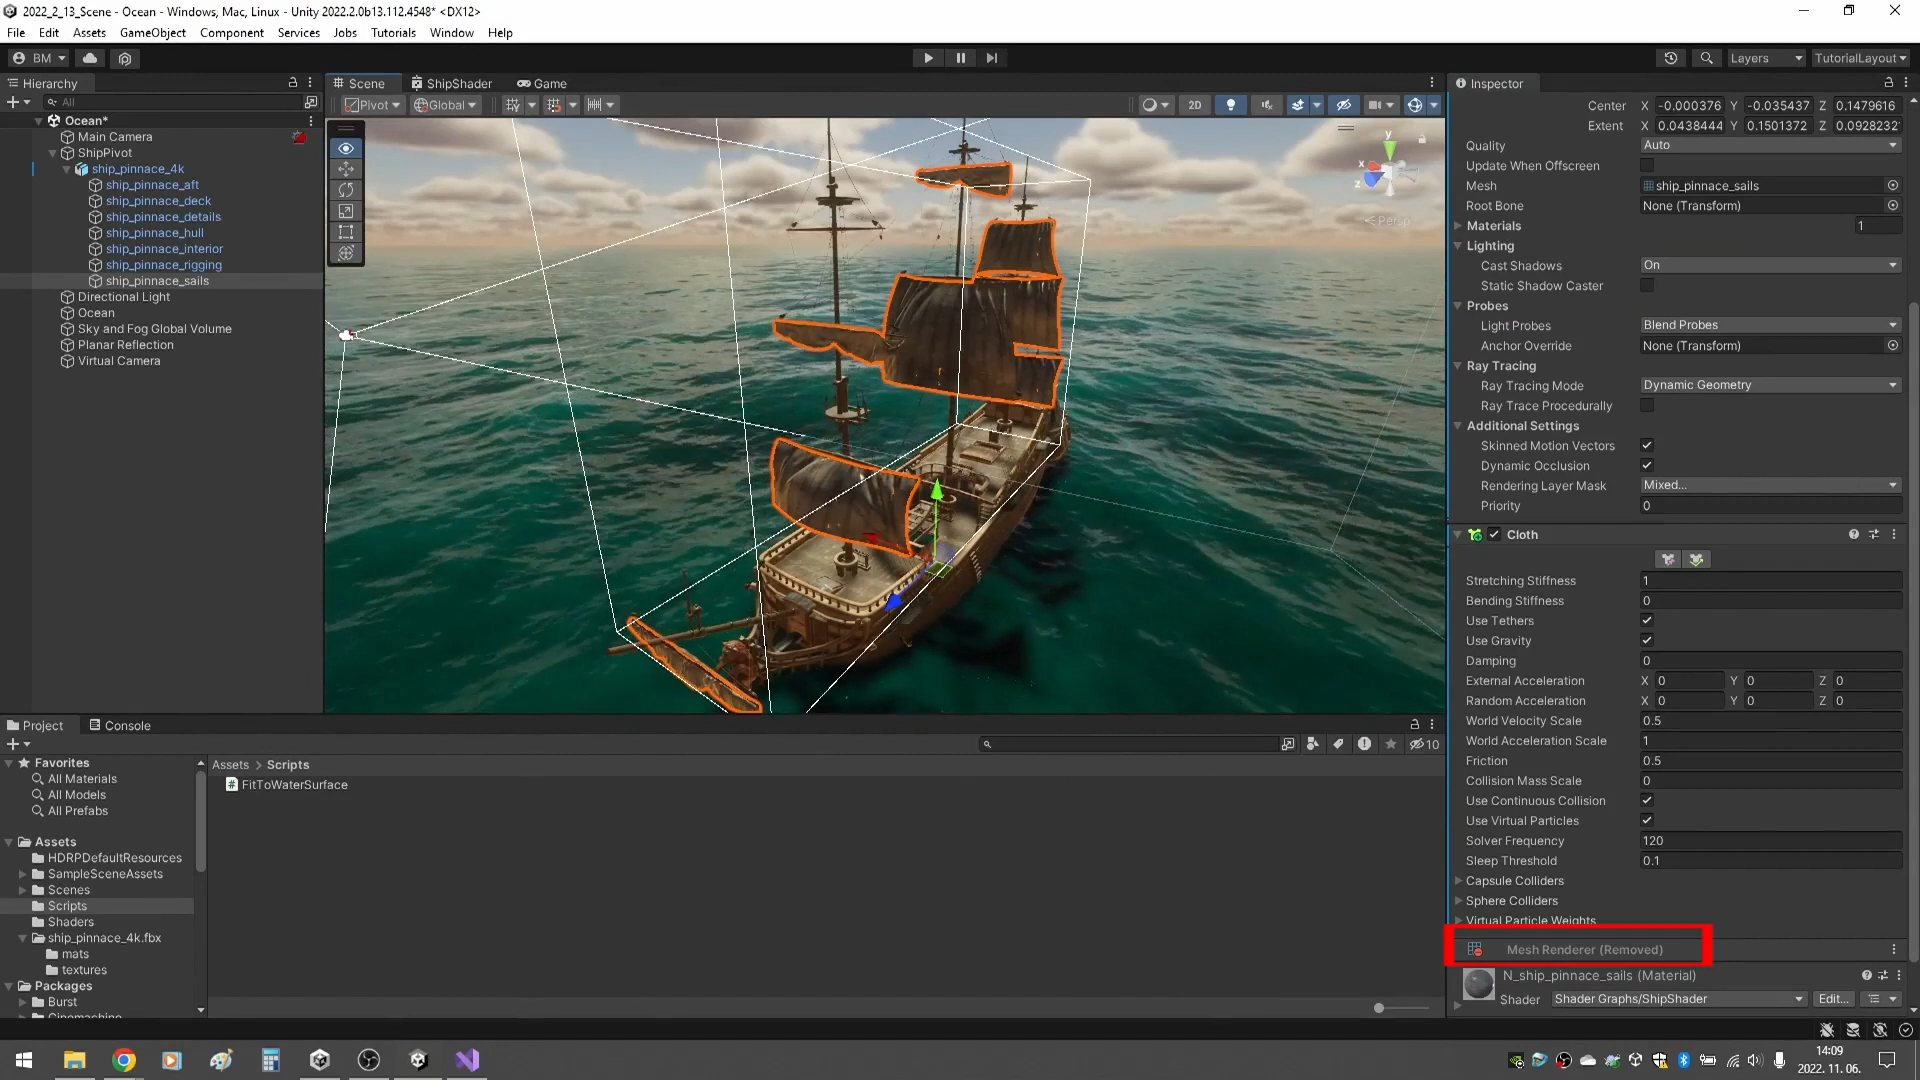 2022_2_13_Scene - Ocean - Windows, Mac, Linux - Unity 2022.2.0b13.112.4548* <DX12>
File Edit Assets GameObject Component Services Jobs Tutorials Window Help
BM Layers TutorialLayout
Hierarchy
All
Ocean*
Main Camera
ShipPivot
ship_pinnace_4k
ship_pinnace_aft
ship_pinnace_deck
ship_pinnace_details
ship_pinnace_hull
ship_pinnace_interior
ship_pinnace_rigging
ship_pinnace_sails
Directional Light
Ocean
Sky and Fog Global Volume
Planar Reflection
Virtual Camera
Scene ShipShader Game
Pivot Global 2D
y
x
z
Persp
Inspector
Center X -0.000376 Y -0.035437 Z 0.1479616
Extent X 0.0438444 Y 0.1501372 Z 0.0928232
Quality Auto
Update When Offscreen
Mesh ship_pinnace_sails
Root Bone None (Transform)
Materials 1
Lighting
Cast Shadows On
Static Shadow Caster
Probes
Light Probes Blend Probes
Anchor Override None (Transform)
Ray Tracing
Ray Tracing Mode Dynamic Geometry
Ray Trace Procedurally
Additional Settings
Skinned Motion Vectors
Dynamic Occlusion
Rendering Layer Mask Mixed...
Priority 0
Cloth
Stretching Stiffness 1
Bending Stiffness 0
Use Tethers
Use Gravity
Damping 0
External Acceleration X 0 Y 0 Z 0
Random Acceleration X 0 Y 0 Z 0
World Velocity Scale 0.5
World Acceleration Scale 1
Friction 0.5
Collision Mass Scale 0
Use Continuous Collision
Use Virtual Particles
Solver Frequency 120
Sleep Threshold 0.1
Capsule Colliders
Sphere Colliders
Virtual Particle Weights
Mesh Renderer (Removed)
N_ship_pinnace_sails (Material)
Shader Shader Graphs/ShipShader Edit...
Project Console
10
Favorites
All Materials
All Models
All Prefabs
Assets
HDRPDefaultResources
SampleSceneAssets
Scenes
Scripts
Shaders
ship_pinnace_4k.fbx
mats
textures
Packages
Burst
Cinemachine
Assets > Scripts
FitToWaterSurface
14:09
2022. 11. 06.